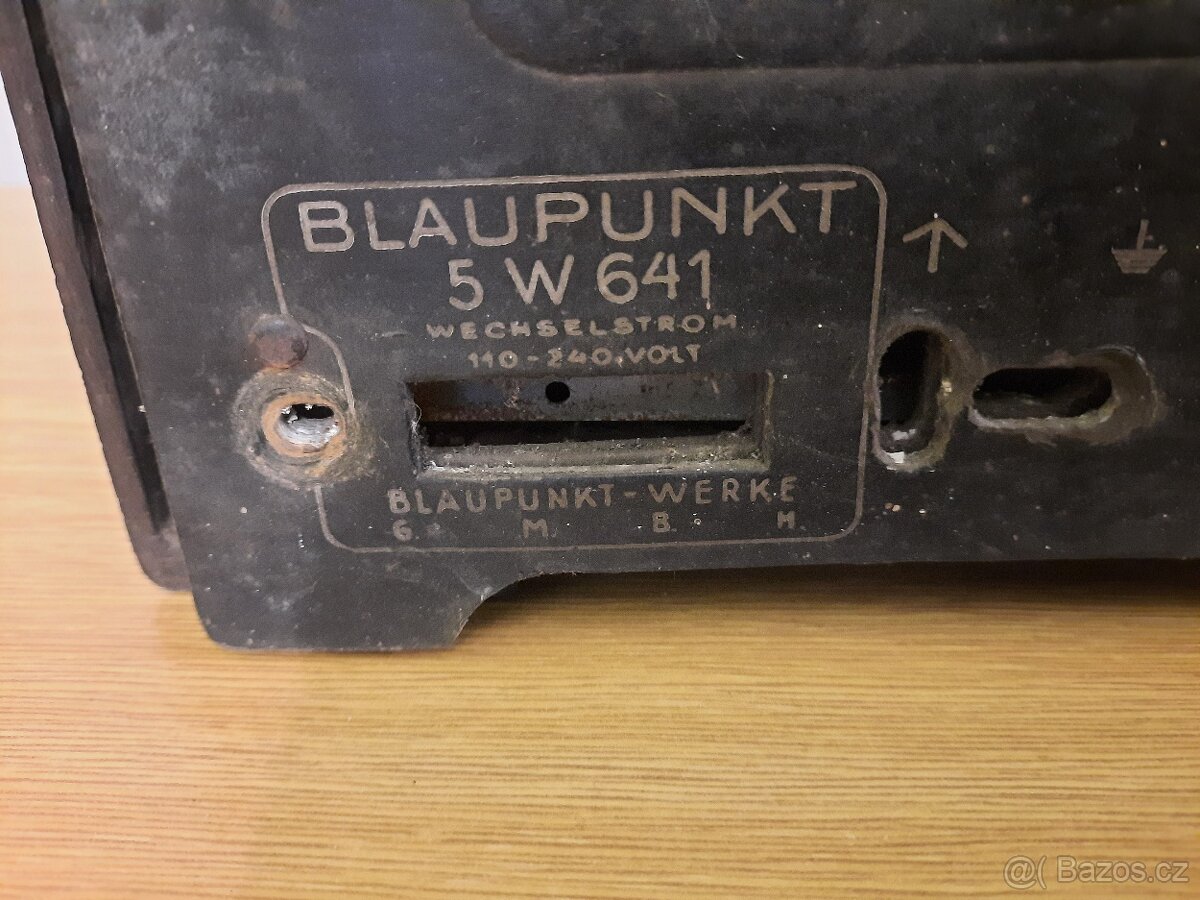 BLAUPUNKT
5 W 641
WECHSELSTROM
110-240.VOLT
BLAUPUNKT-WERKE
G. M. B. H.
@( Bazos.cz